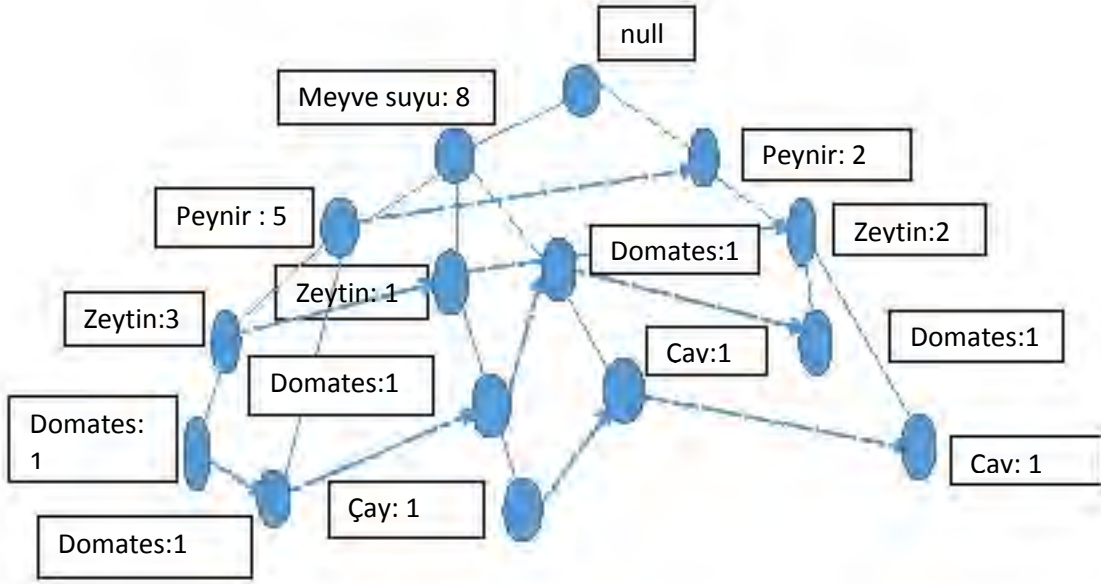 null
Meyve suyu: 8
Peynir: 2
Peynir : 5
Zeytin:2
Domates:1
Zeytin: 1
Zeytin:3
Domates:1
Cav:1
Domates:1
Domates:
1
Cav: 1
Çay: 1
Domates:1